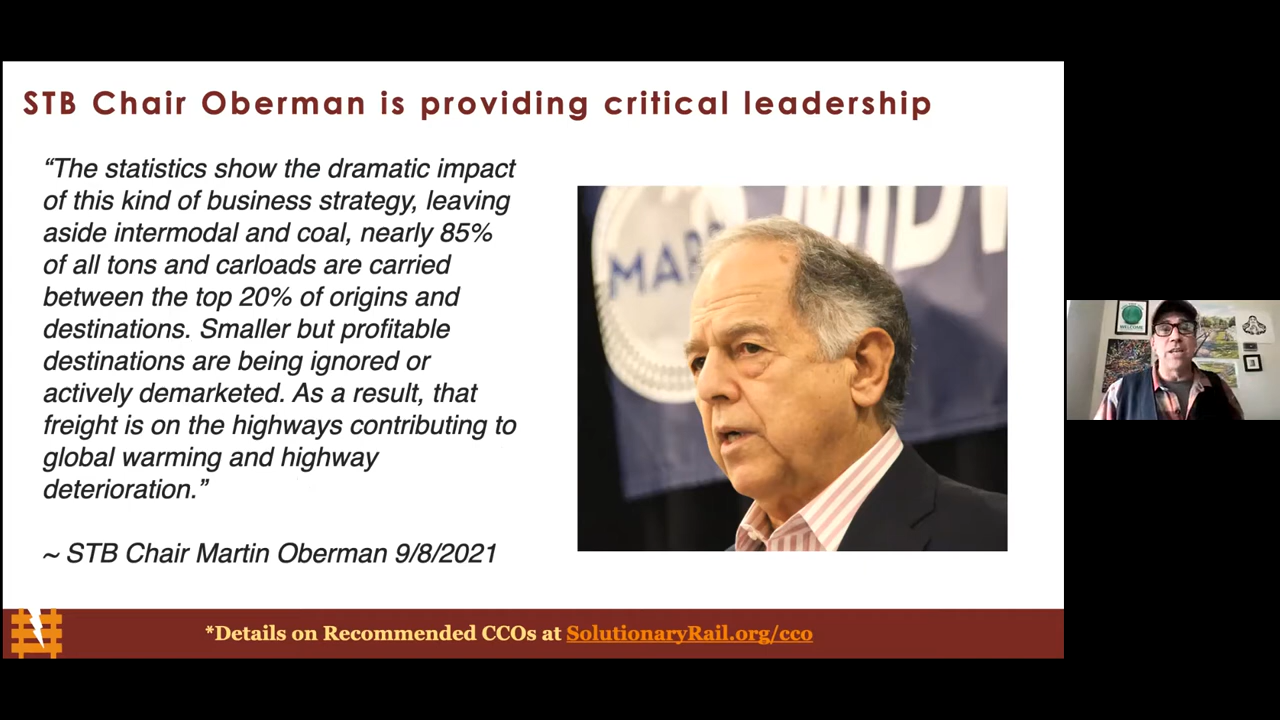 STB Chair Oberman is providing critical leadership
“The statistics show the dramatic impact
of this kind of business strategy, leaving
aside intermodal and coal, nearly 85%
of all tons and carloads are carried
between the top 20% of origins and
destinations. Smaller but profitable
destinations are being ignored or
actively demarketed. As a result, that
freight is on the highways contributing to
global warming and highway
deterioration.”
~ STB Chair Martin Oberman 9/8/2021
MAR
MIDW
WELCOME
*Details on Recommended CCOs at SolutionaryRail.org/cco